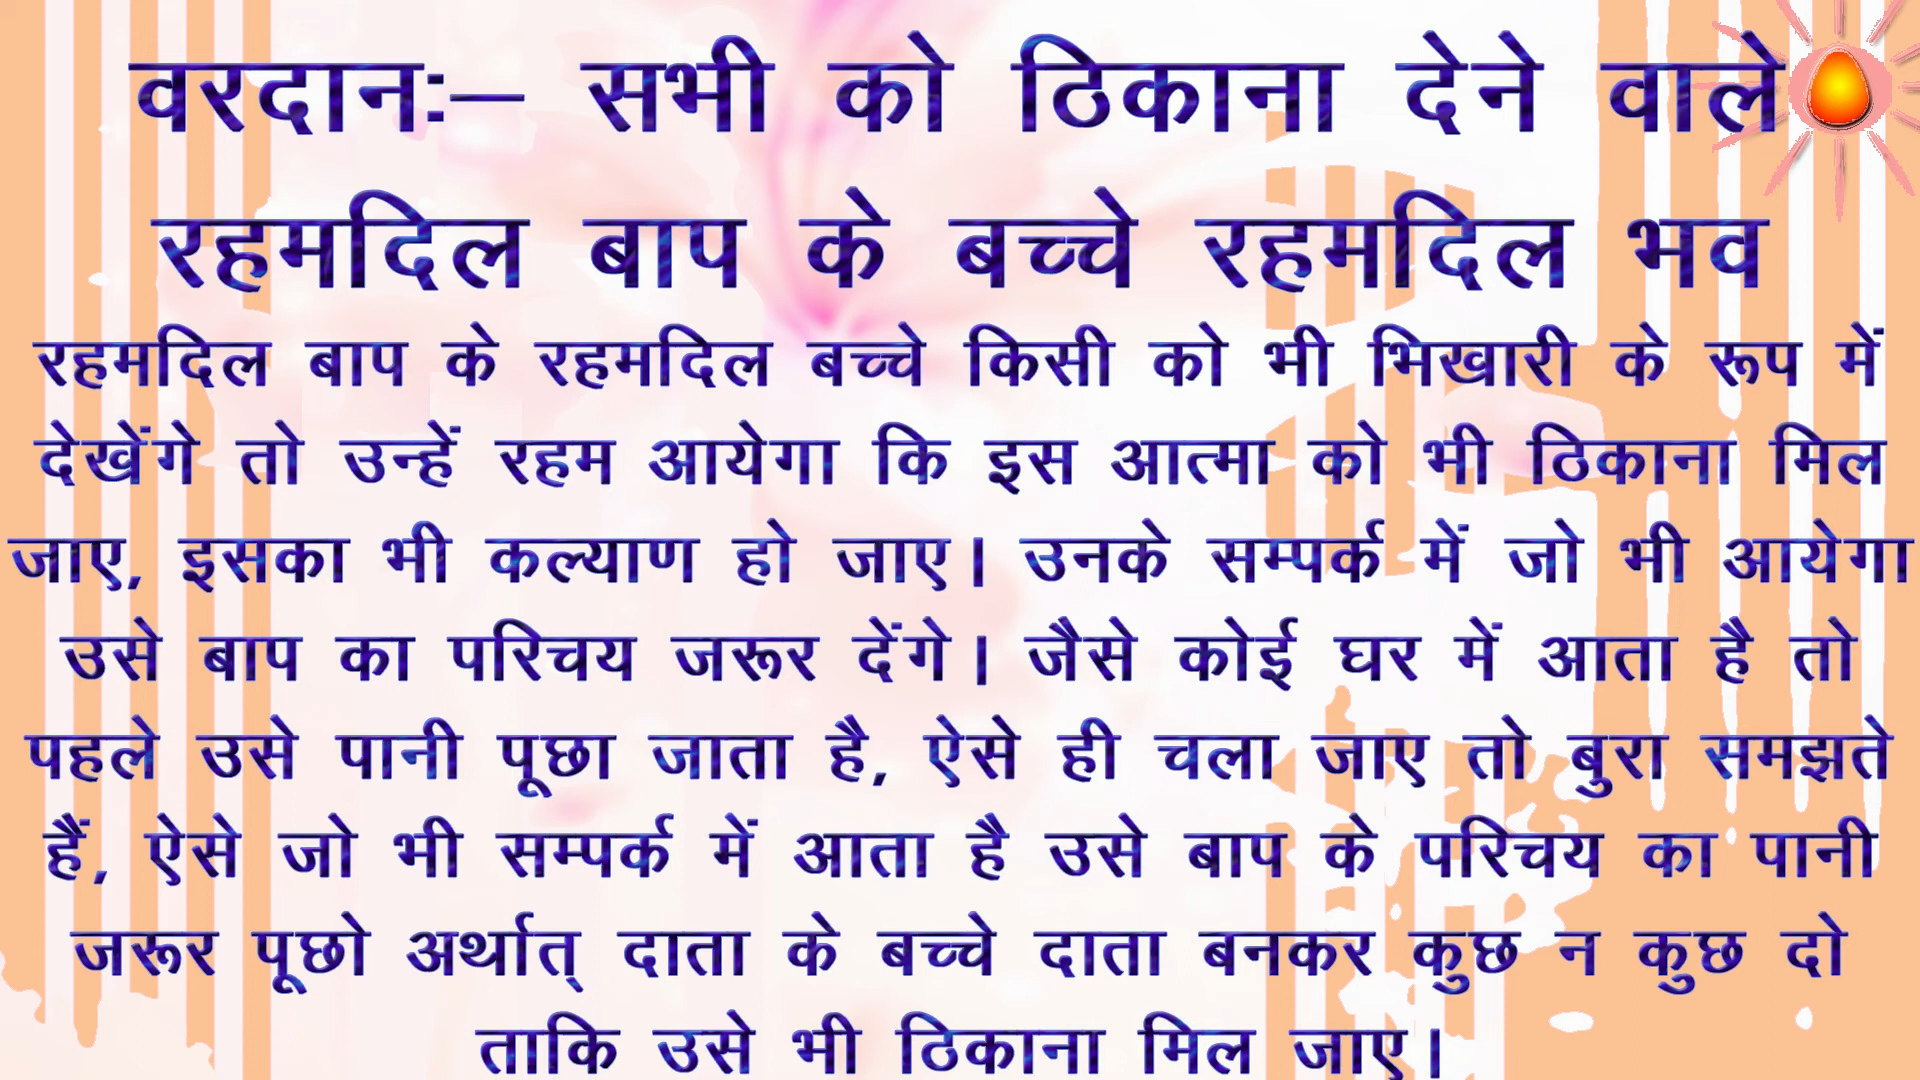 वरदानः– सभी को ठिकाना देने वाले
रहमदिल बाप के बच्चे रहमदिल भव
रहमदिल बाप के रहमदिल बच्चे किसी को भी भिखारी के रूप में
देखेंगे तो उन्हें रहम आयेगा कि इस आत्मा को भी ठिकाना मिल
जाए, इसका भी कल्याण हो जाए। उनके सम्पर्क में जो भी आयेगा
उसे बाप का परिचय जरूर देंगे। जैसे कोई घर में आता है तो
पहले उसे पानी पूछा जाता है, ऐसे ही चला जाए तो बुरा समझते
हैं, ऐसे जो भी सम्पर्क में आता है उसे बाप के परिचय का पानी
जरूर पूछो अर्थात् दाता के बच्चे दाता बनकर कुछ न कुछ दो
ताकि उसे भी ठिकाना मिल जाए।